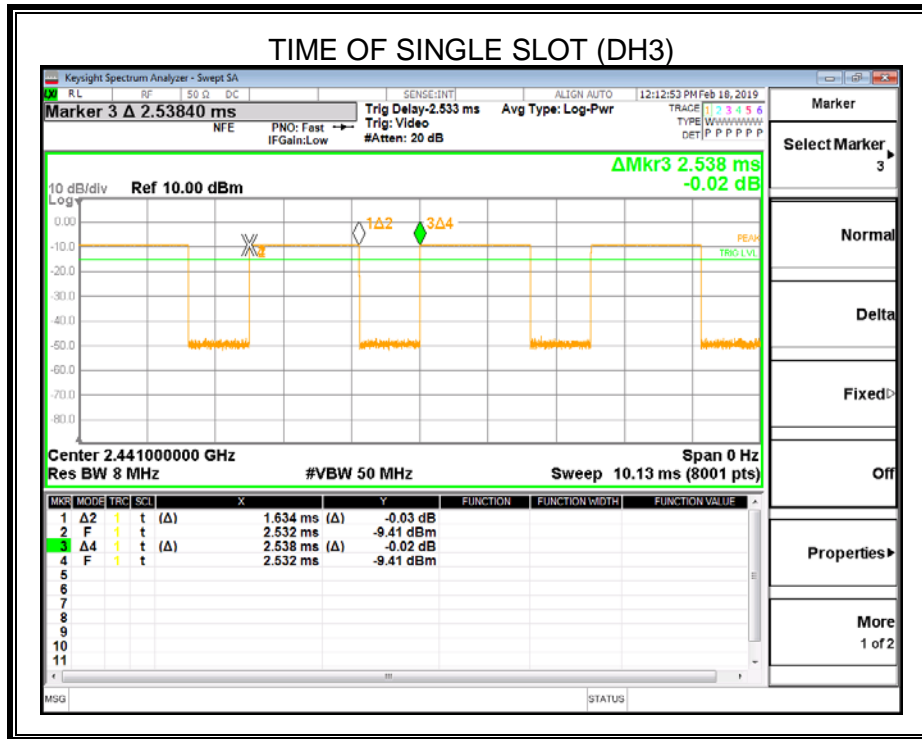 TIME OF SINGLE SLOT (DH3)
Keysight Spectrum Analyzer - Swept SA
RL RF 50 Ω DC SENSE:INT ALIGN AUTO 12:12:53 PM Feb 18, 2019
Marker 3 Δ 2.53840 ms
NFE
PNO: Fast
IFGain:Low
Trig Delay-2.533 ms
Trig: Video
#Atten: 20 dB
Avg Type: Log-Pwr
TRACE 1 2 3 4 5 6
TYPE WWWWWWW
DET P P P P P P
ΔMkr3 2.538 ms
-0.02 dB
10 dB/div Ref 10.00 dBm
Log
0.00
-10.0
-20.0
-30.0
-40.0
-50.0
-60.0
-70.0
-80.0
1Δ2
3Δ4
PEAK
TRIG LVL
Center 2.441000000 GHz Span 0 Hz
Res BW 8 MHz #VBW 50 MHz Sweep 10.13 ms (8001 pts)
MKR MODE TRC SCL X Y FUNCTION FUNCTION WIDTH FUNCTION VALUE
1 Δ2 1 t (Δ) 1.634 ms (Δ) -0.03 dB
2 F 1 t 2.532 ms -9.41 dBm
3 Δ4 1 t (Δ) 2.538 ms (Δ) -0.02 dB
4 F 1 t 2.532 ms -9.41 dBm
5
6
7
8
9
10
11
MSG STATUS
Marker
Select Marker
3
Normal
Delta
Fixed
Off
Properties
More
1 of 2